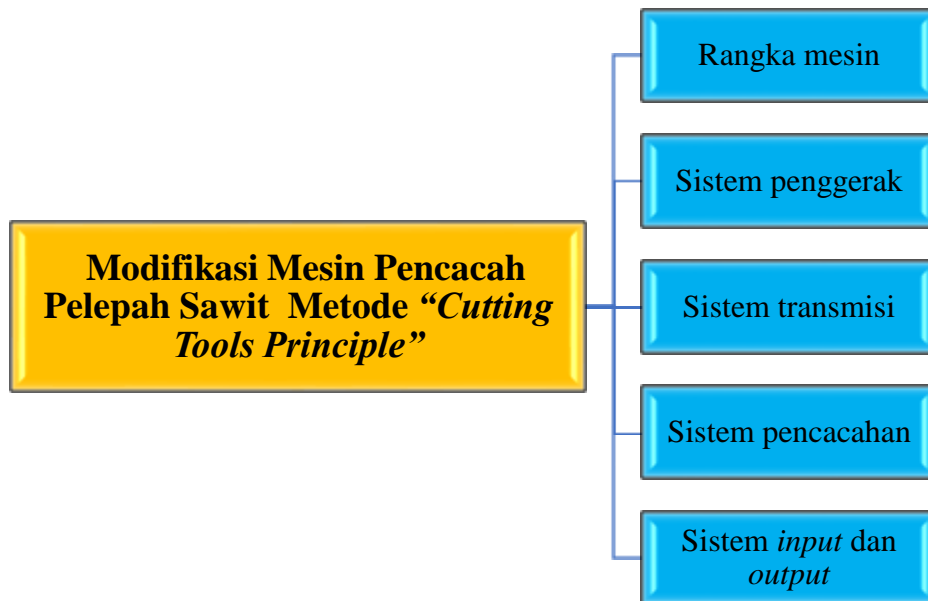 Modifikasi Mesin Pencacah
Pelepah Sawit Metode “Cutting
Tools Principle”
Rangka mesin
Sistem penggerak
Sistem transmisi
Sistem pencacahan
Sistem input dan
output